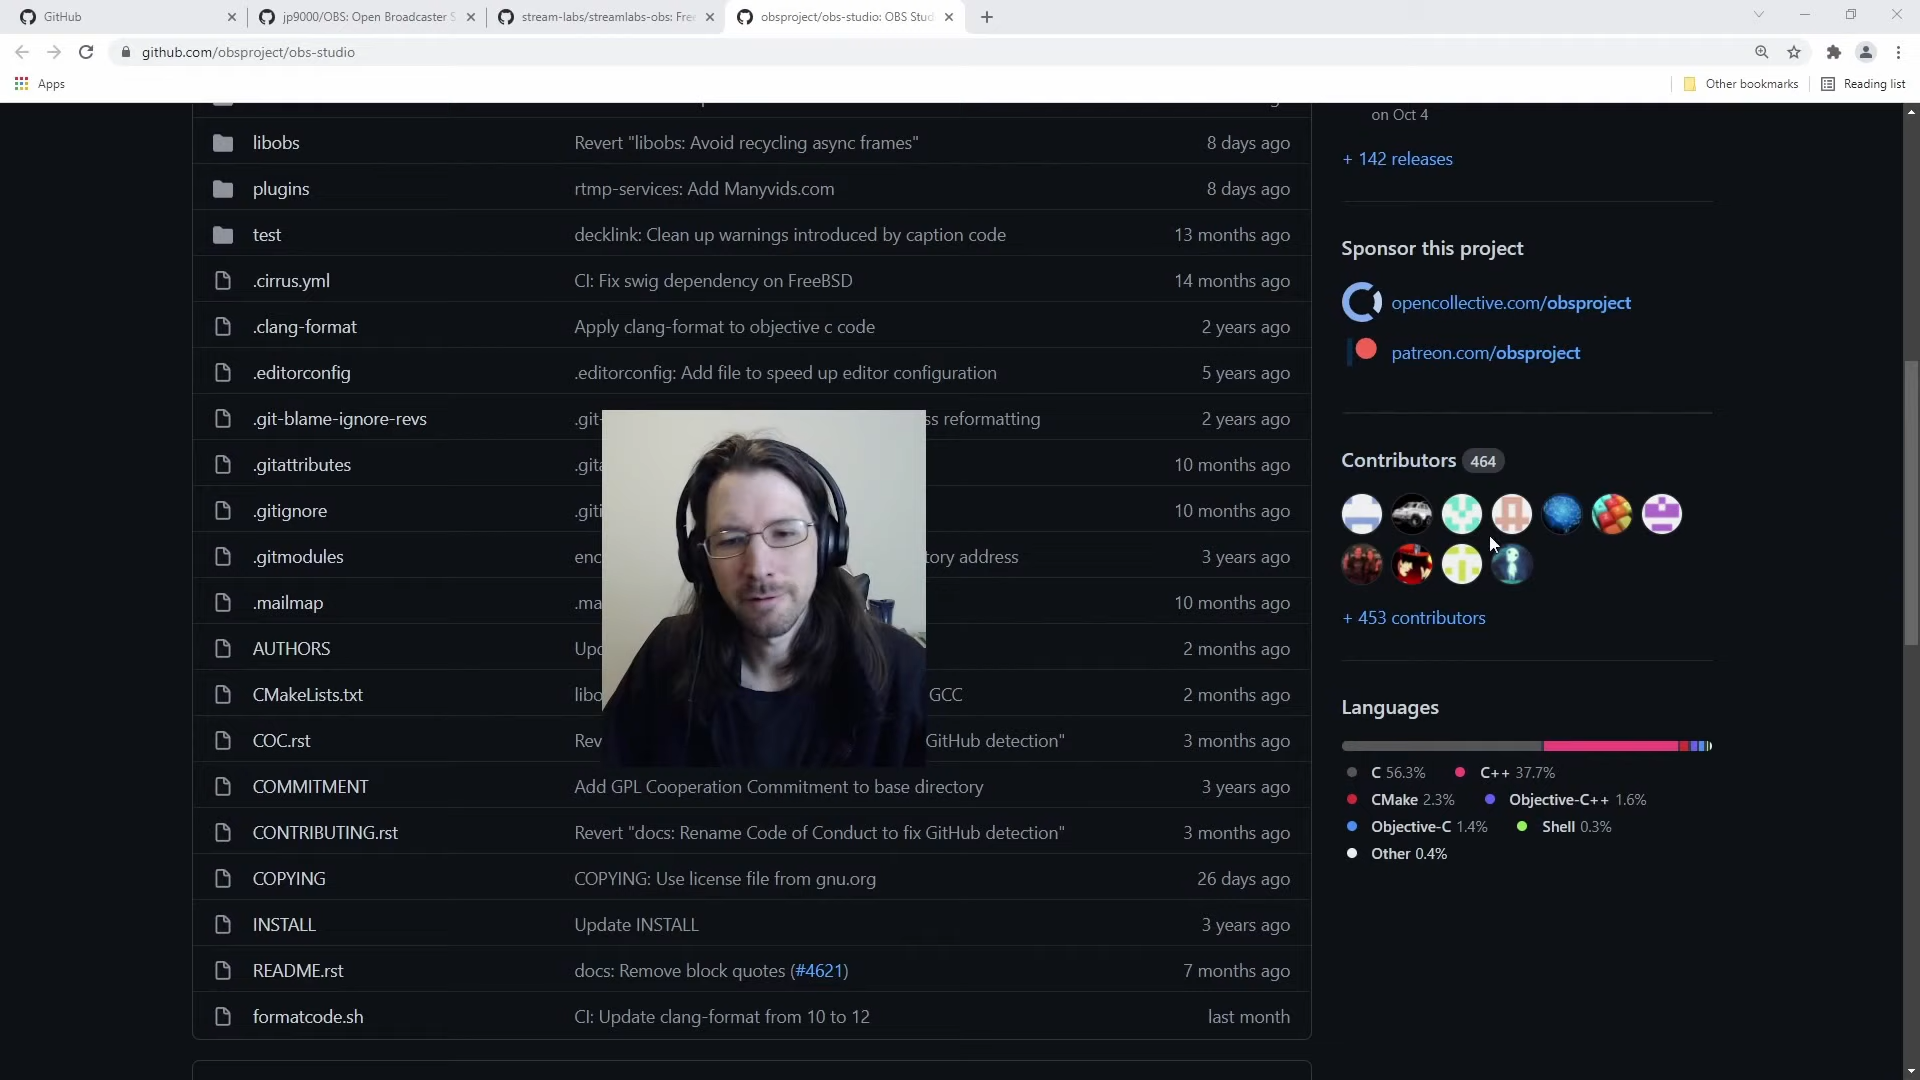 GitHub
jp9000/OBS: Open Broadcaster S
stream-labs/streamlabs-obs: Fre
obsproject/obs-studio: OBS Stud
github.com/obsproject/obs-studio
Apps
Other bookmarks
Reading list
libobs Revert "libobs: Avoid recycling async frames" 8 days ago
plugins rtmp-services: Add Manyvids.com 8 days ago
test decklink: Clean up warnings introduced by caption code 13 months ago
.cirrus.yml CI: Fix swig dependency on FreeBSD 14 months ago
.clang-format Apply clang-format to objective c code 2 years ago
.editorconfig .editorconfig: Add file to speed up editor configuration 5 years ago
.git-blame-ignore-revs .git- ss reformatting 2 years ago
.gitattributes .gita 10 months ago
.gitignore .giti 10 months ago
.gitmodules enc tory address 3 years ago
.mailmap .ma 10 months ago
AUTHORS Upd 2 months ago
CMakeLists.txt libo GCC 2 months ago
COC.rst Rev GitHub detection" 3 months ago
COMMITMENT Add GPL Cooperation Commitment to base directory 3 years ago
CONTRIBUTING.rst Revert "docs: Rename Code of Conduct to fix GitHub detection" 3 months ago
COPYING COPYING: Use license file from gnu.org 26 days ago
INSTALL Update INSTALL 3 years ago
README.rst docs: Remove block quotes (#4621) 7 months ago
formatcode.sh CI: Update clang-format from 10 to 12 last month
on Oct 4
+ 142 releases
Sponsor this project
opencollective.com/obsproject
patreon.com/obsproject
Contributors 464
+ 453 contributors
Languages
C 56.3% C++ 37.7%
CMake 2.3% Objective-C++ 1.6%
Objective-C 1.4% Shell 0.3%
Other 0.4%